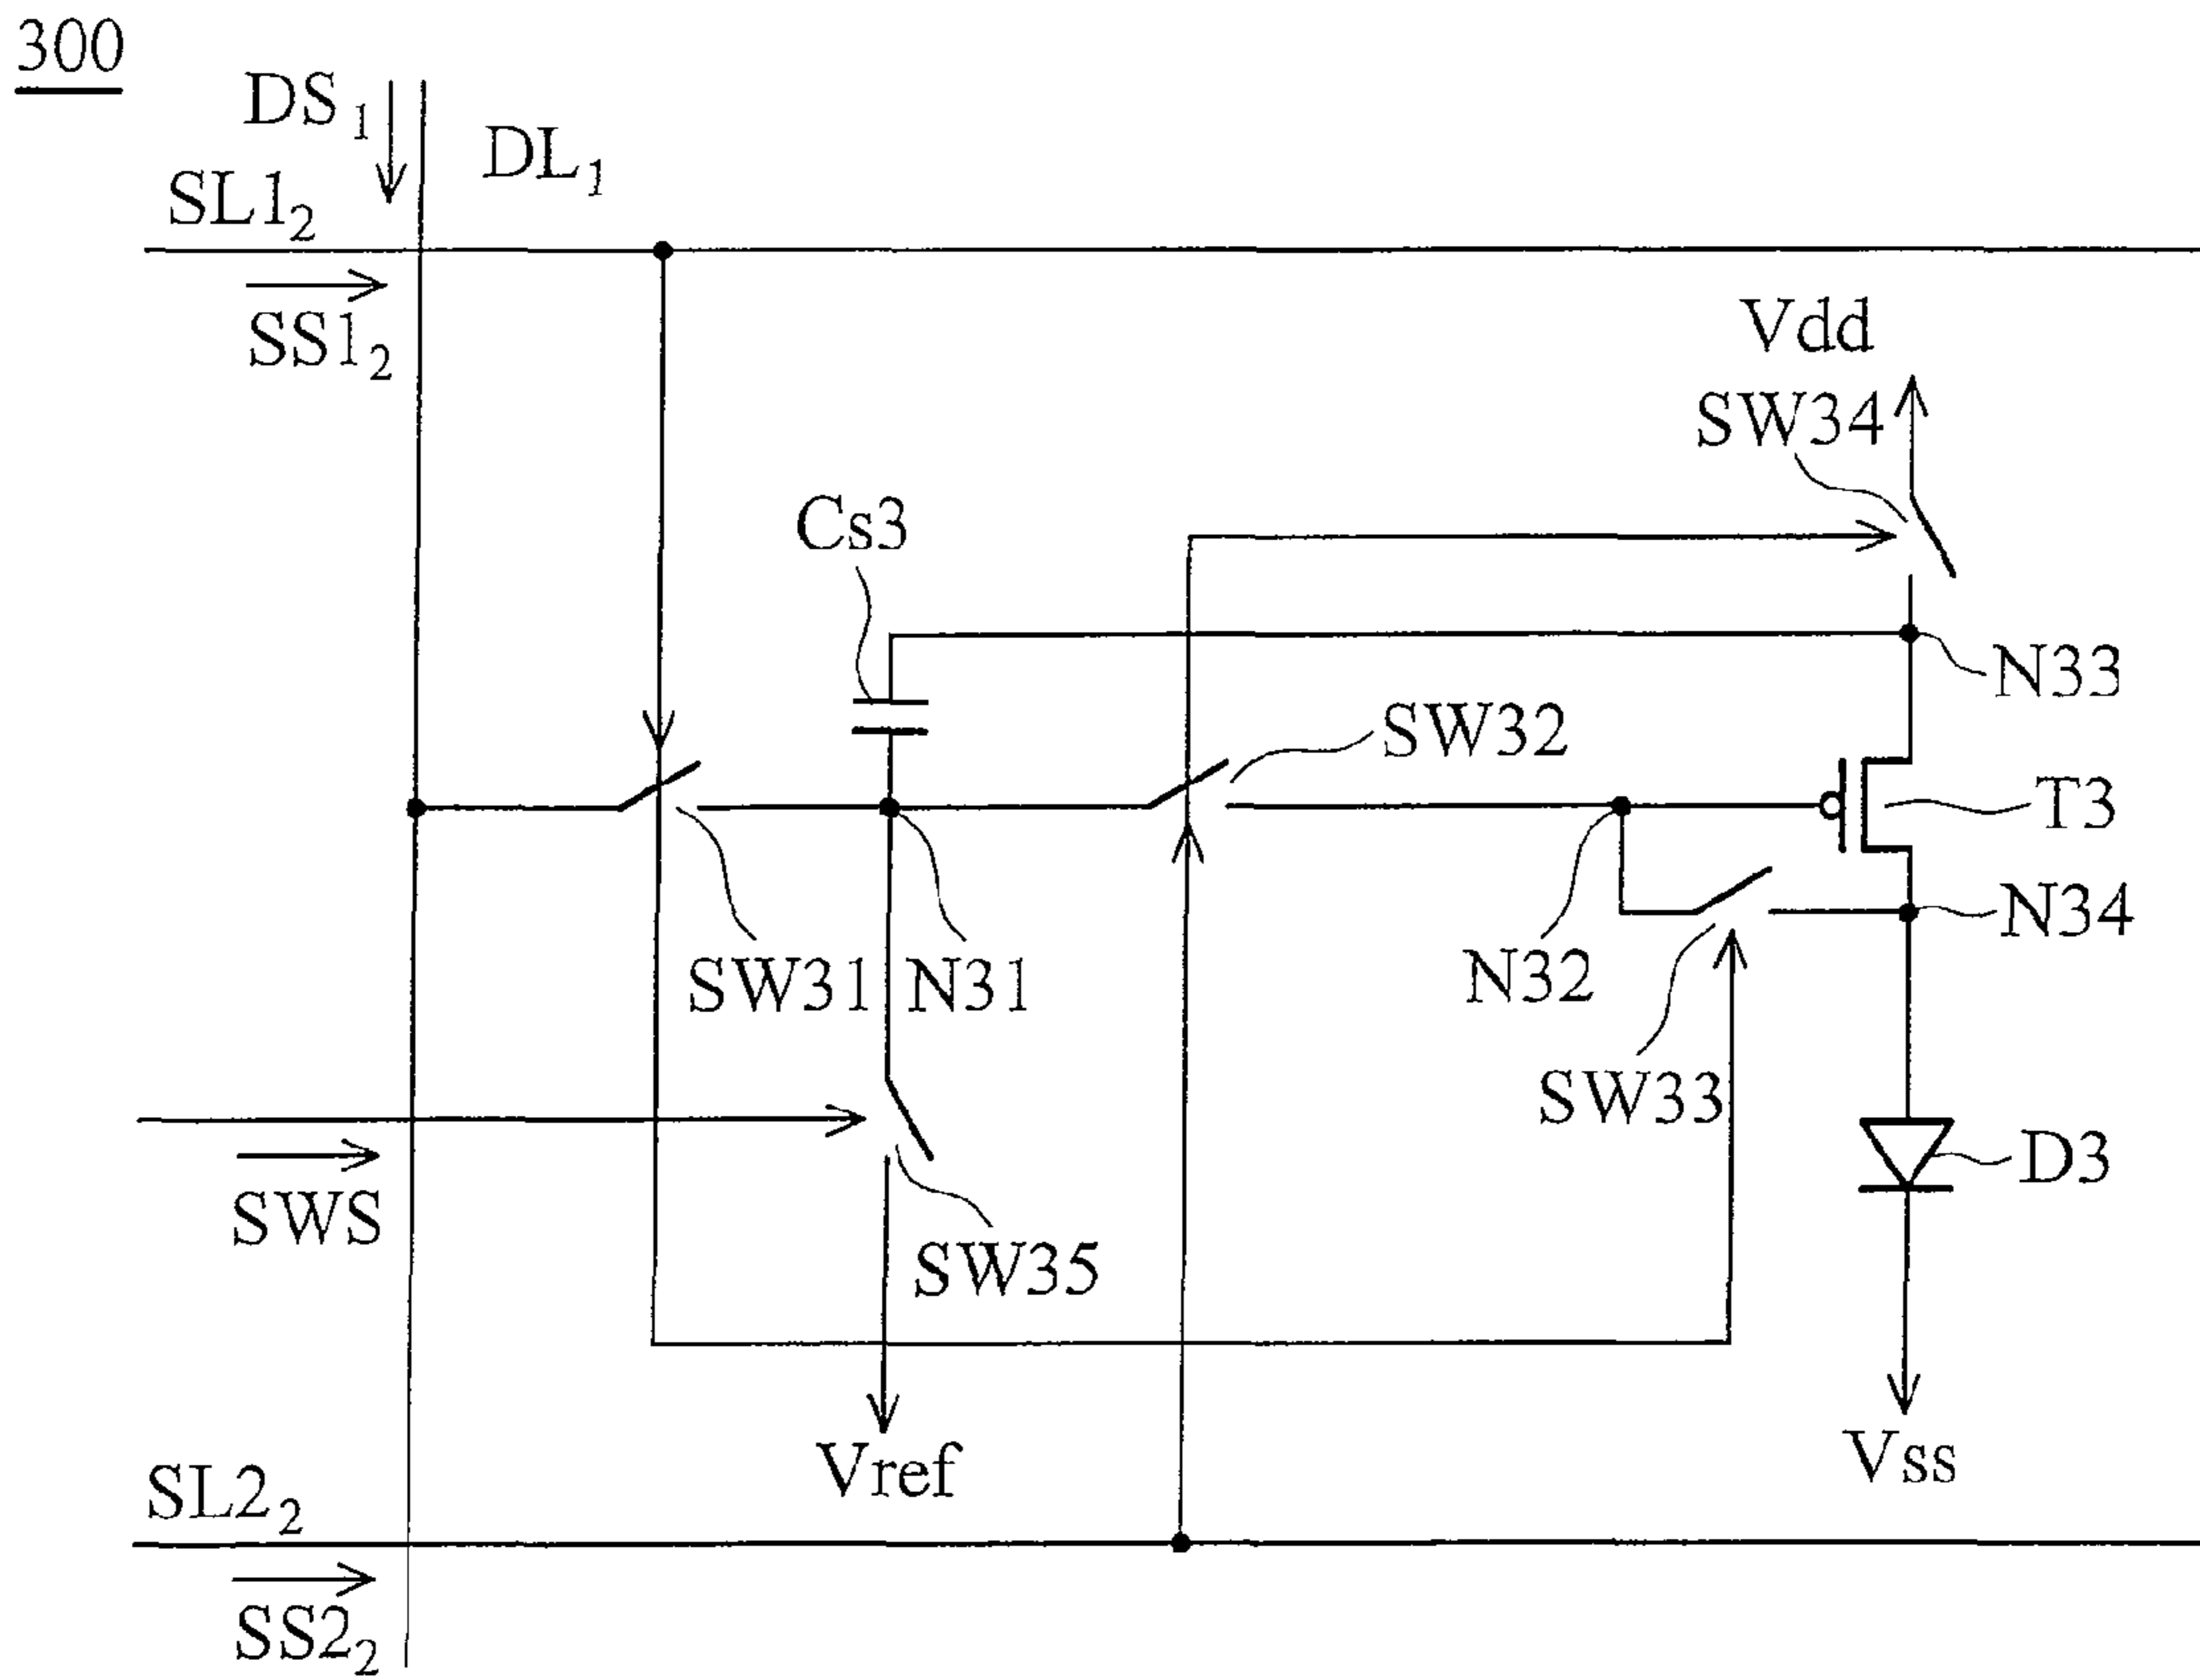 300
DS₁
DL₁
SL1₂
SS1₂
Vdd
SW34
Cs3
N33
SW32
T3
N34
SW31
N31
N32
SW33
D3
SWS
SW35
Vref
Vss
SL2₂
SS2₂